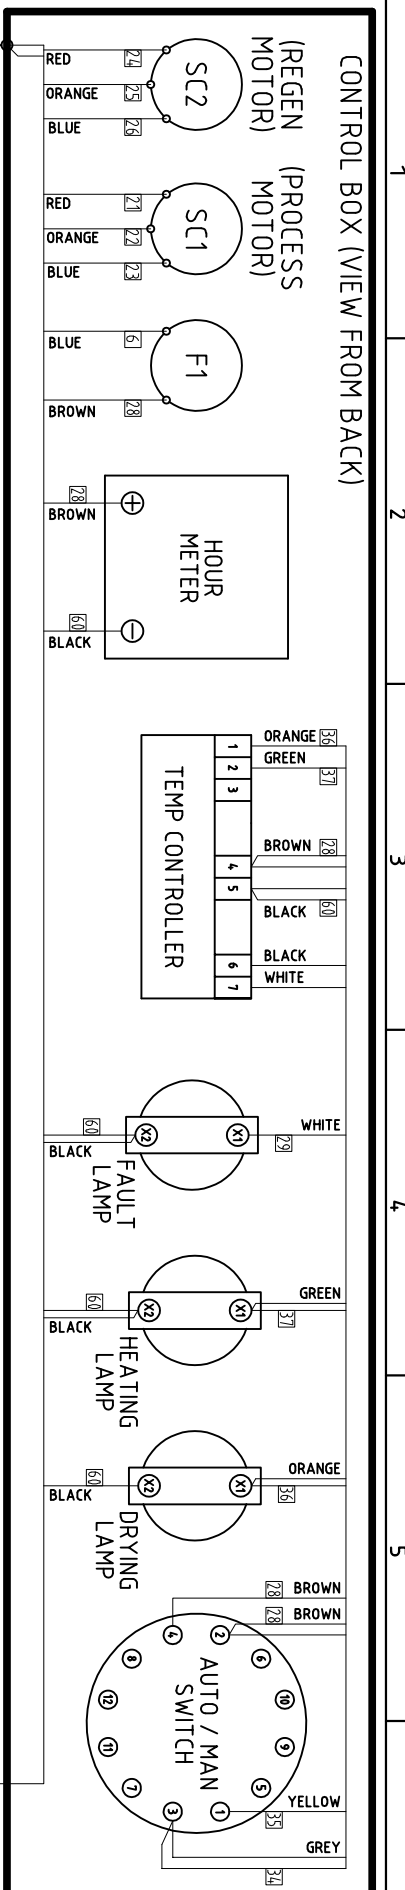 CONTROL BOX (VIEW FROM BACK)
1
2
3
4
5
(REGEN
MOTOR)
SC2
24
RED
25
ORANGE
26
BLUE
(PROCESS
MOTOR)
SC1
21
RED
22
ORANGE
23
BLUE
F1
6
BLUE
28
BROWN
HOUR
METER
+
28
BROWN
−
60
BLACK
TEMP CONTROLLER
1
2
3
4
5
6
7
ORANGE 36
GREEN
37
BROWN 28
BLACK 60
BLACK
WHITE
WHITE
29
X1
X2
60
BLACK
FAULT
LAMP
GREEN
37
X1
X2
60
BLACK
HEATING
LAMP
ORANGE
36
X1
X2
60
BLACK
DRYING
LAMP
28 BROWN
28 BROWN
4
2
8
6
12
10
11
9
7
5
3
1
AUTO / MAN
SWITCH
YELLOW
35
GREY
34